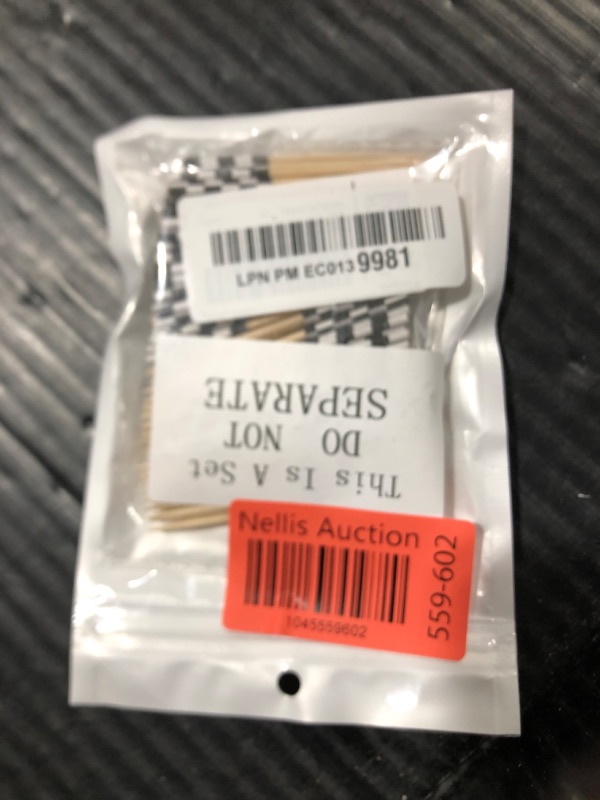 LPN PM EC0139981
This Is A Set
DO NOT
SEPARATE
Nellis Auction
1045559602
559-602